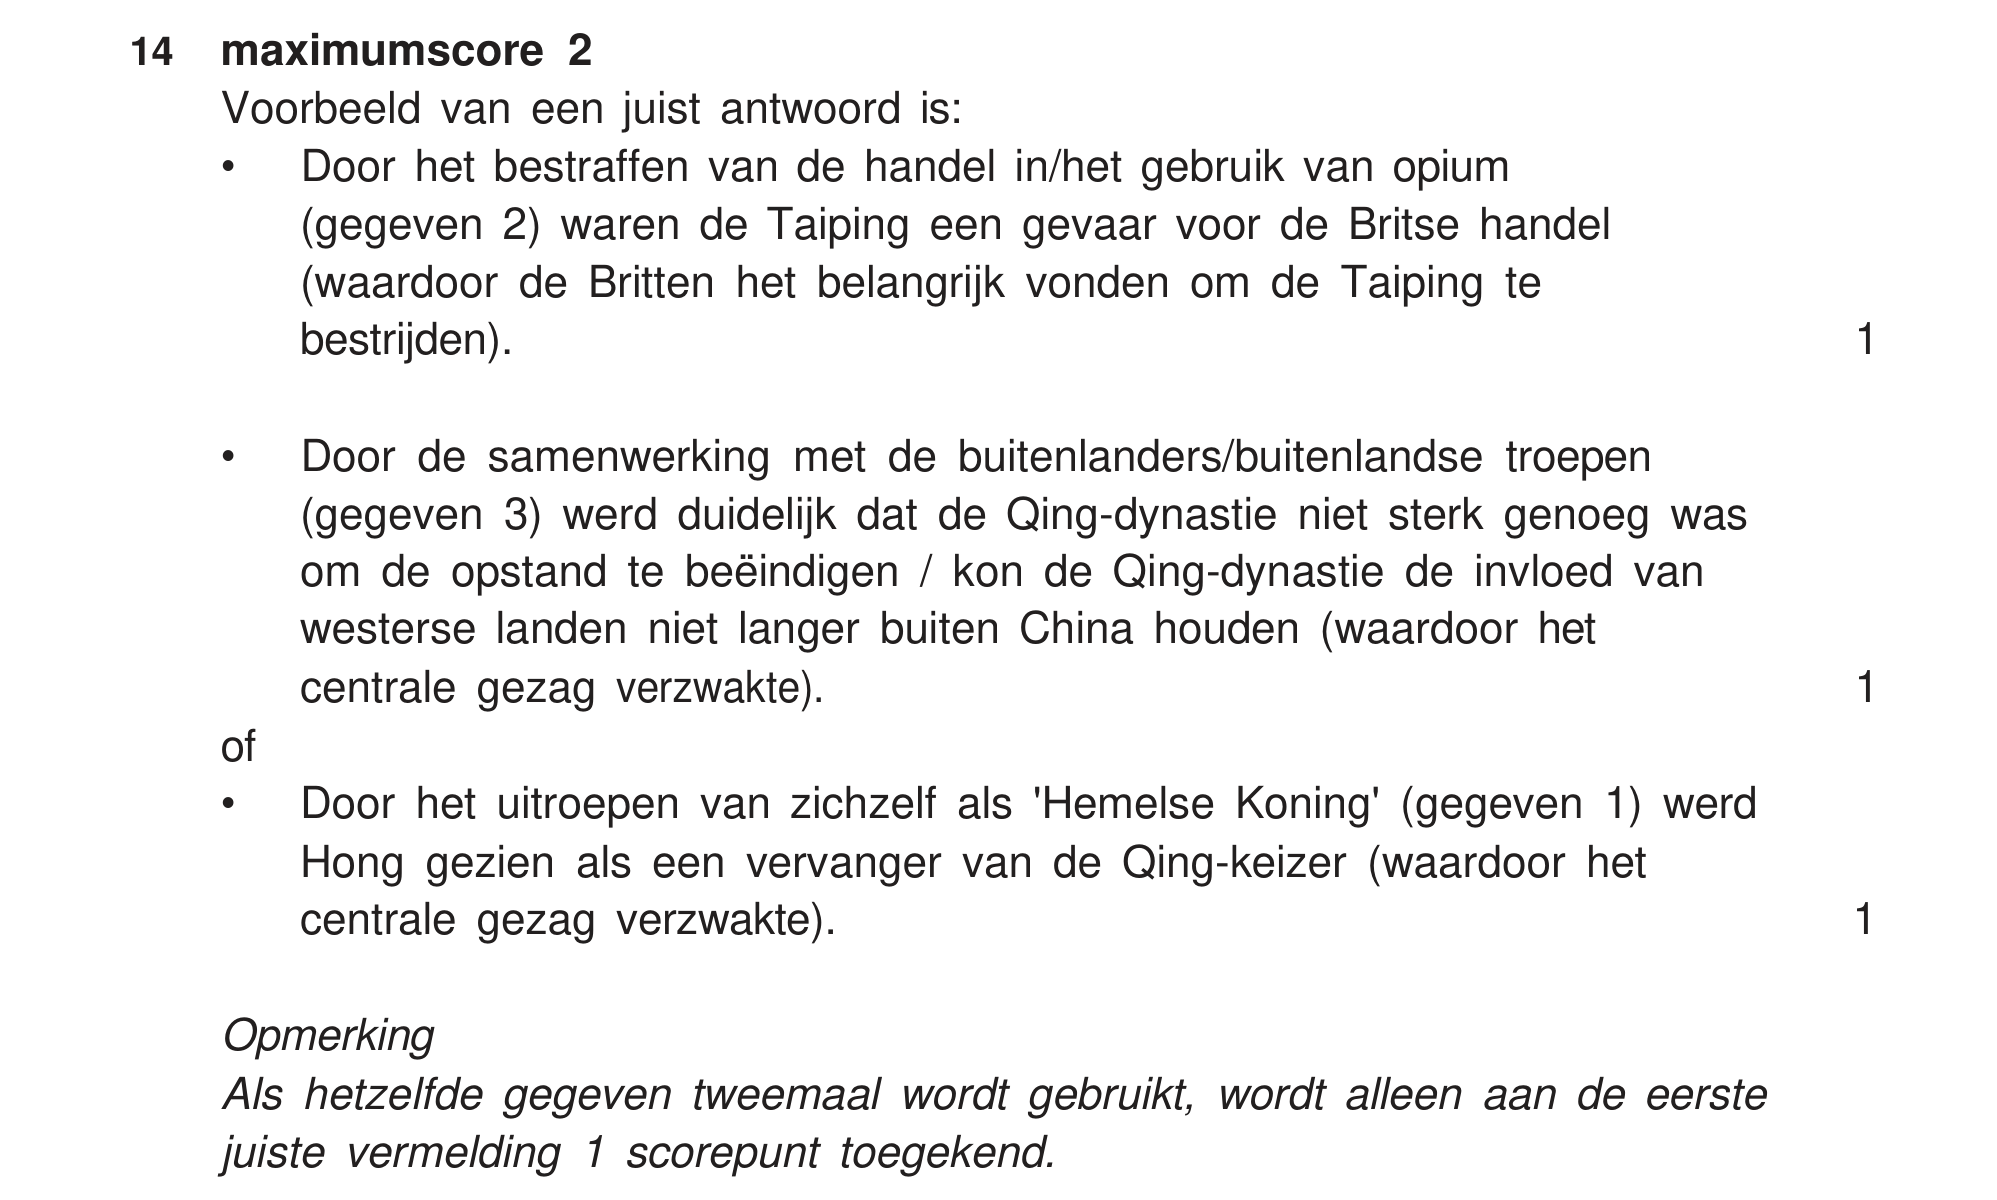 14 maximumscore 2
Voorbeeld van een juist antwoord is:
• Door het bestraffen van de handel in/het gebruik van opium
(gegeven 2) waren de Taiping een gevaar voor de Britse handel
(waardoor de Britten het belangrijk vonden om de Taiping te
bestrijden). 1
• Door de samenwerking met de buitenlanders/buitenlandse troepen
(gegeven 3) werd duidelijk dat de Qing-dynastie niet sterk genoeg was
om de opstand te beëindigen / kon de Qing-dynastie de invloed van
westerse landen niet langer buiten China houden (waardoor het
centrale gezag verzwakte). 1
of
• Door het uitroepen van zichzelf als 'Hemelse Koning' (gegeven 1) werd
Hong gezien als een vervanger van de Qing-keizer (waardoor het
centrale gezag verzwakte). 1
Opmerking
Als hetzelfde gegeven tweemaal wordt gebruikt, wordt alleen aan de eerste
juiste vermelding 1 scorepunt toegekend.